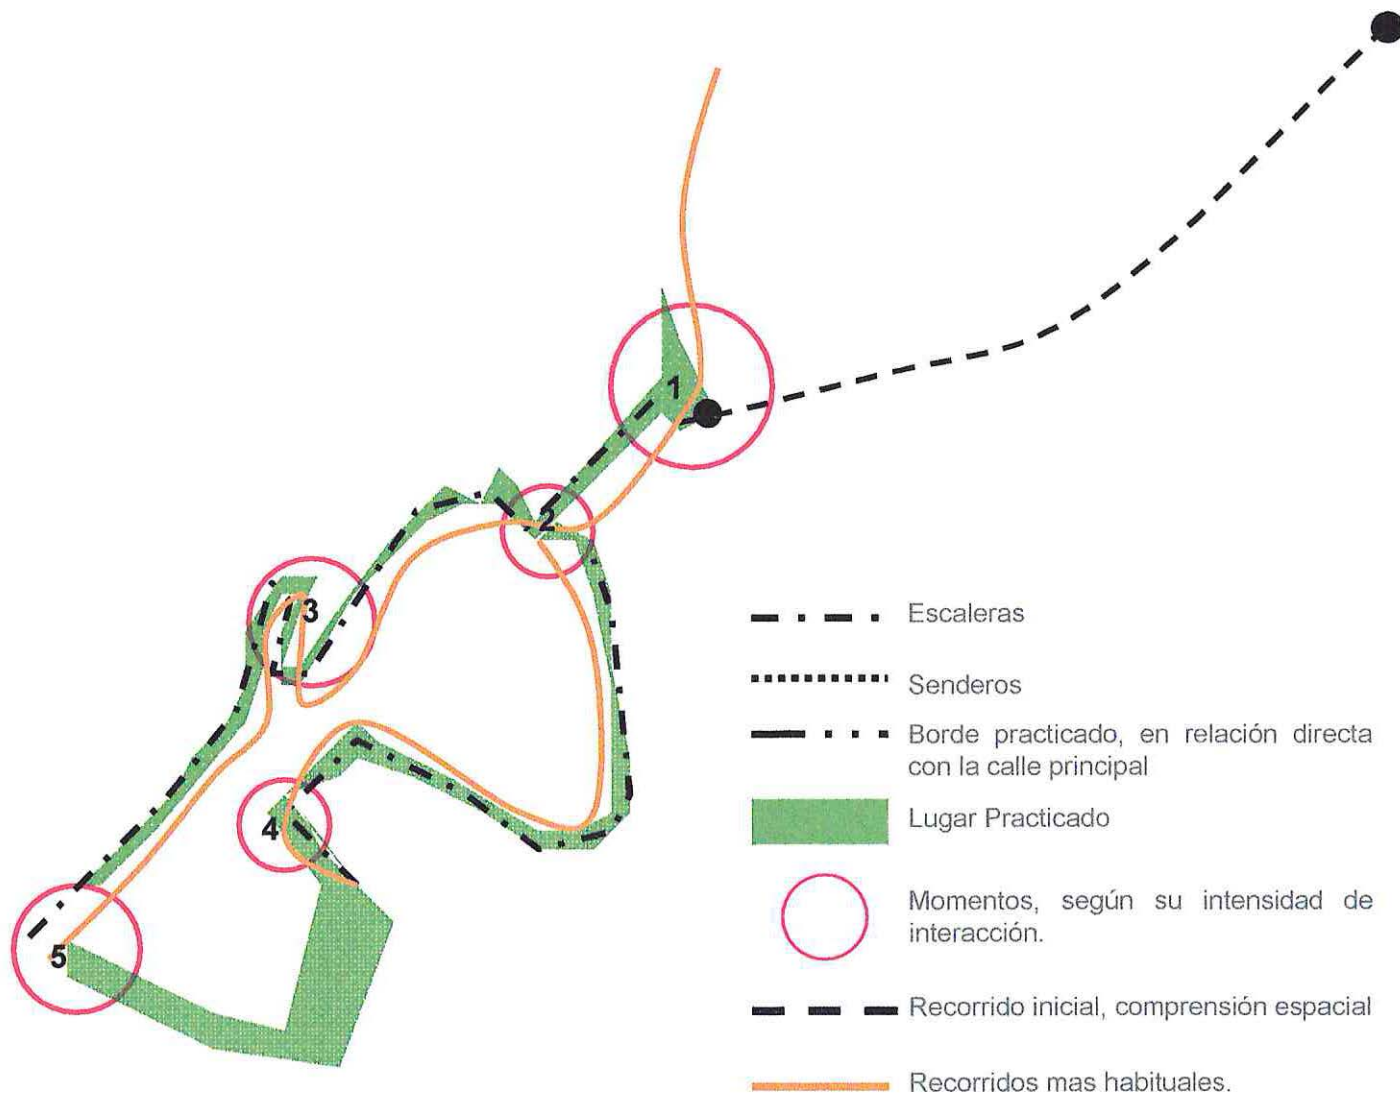 1
2
3
4
5
Escaleras
Senderos
Borde practicado, en relación directa
con la calle principal
Lugar Practicado
Momentos, según su intensidad de
interacción.
Recorrido inicial, comprensión espacial
Recorridos mas habituales.